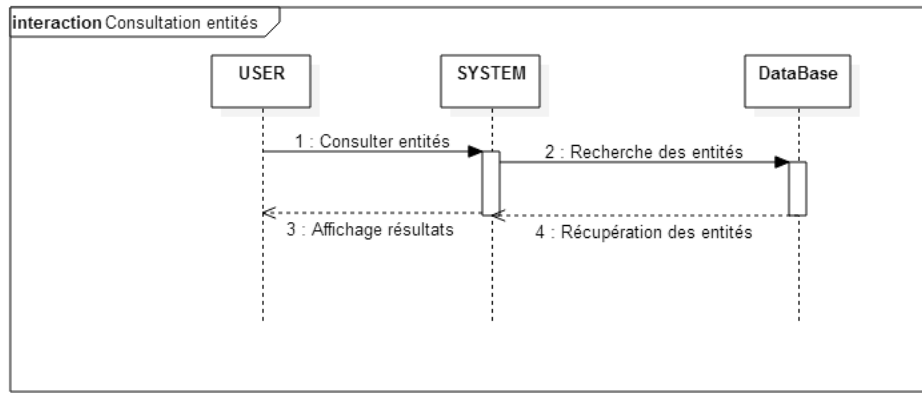 interaction Consultation entités
USER
SYSTEM
DataBase
1 : Consulter entités
2 : Recherche des entités
3 : Affichage résultats
4 : Récupération des entités